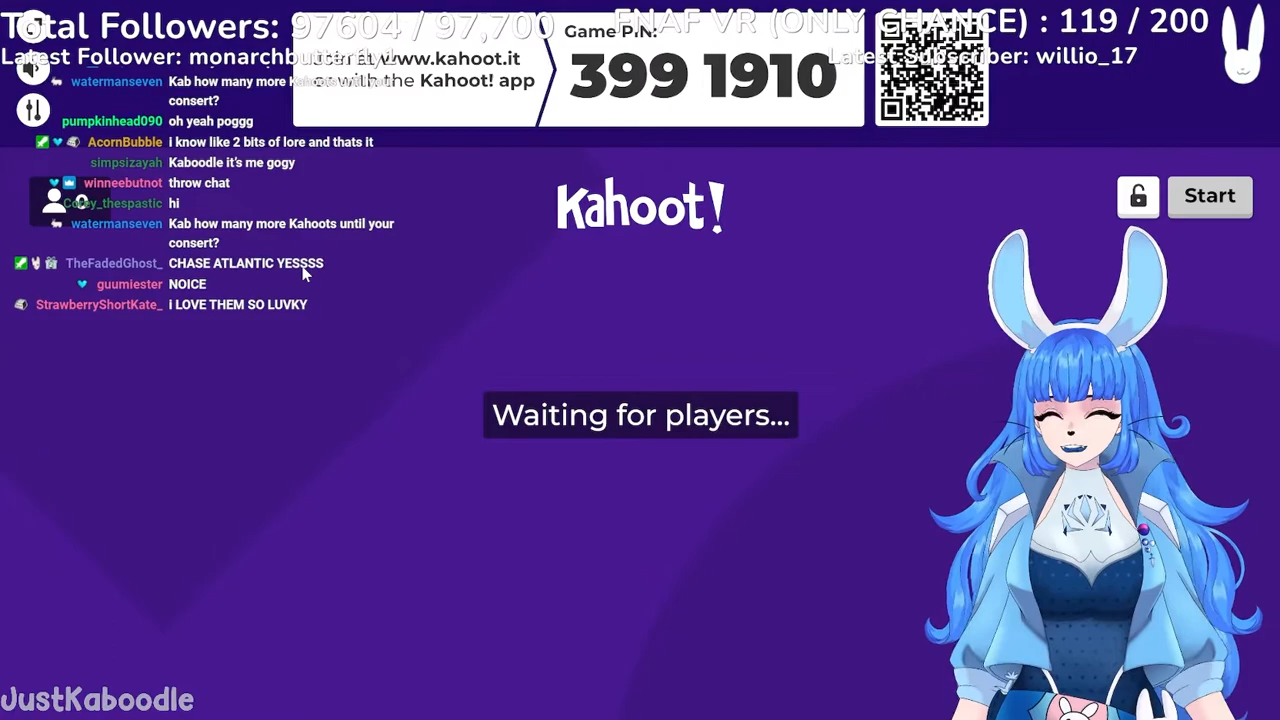 Total Followers: 97604 / 97,700
FNAF VR (ONLY CHANCE) : 119 / 200
Latest Follower:
Latest Subscriber: willio_17
www.kahoot.it
or with the Kahoot! app
Game PIN:
399 1910
watermanseven Kab how many more Kahoots until your
consert?
pumpkinhead090 oh yeah poggg
AcornBubble I know like 2 bits of lore and thats it
simpsizayah Kaboodle it's me gogy
winneebutnot throw chat
Corey_thespastic hi
watermanseven Kab how many more Kahoots until your
consert?
TheFadedGhost_ CHASE ATLANTIC YESSSS
guumiester NOICE
StrawberryShortKate_ i LOVE THEM SO LUVKY
Kahoot!
Start
Waiting for players...
JustKaboodle